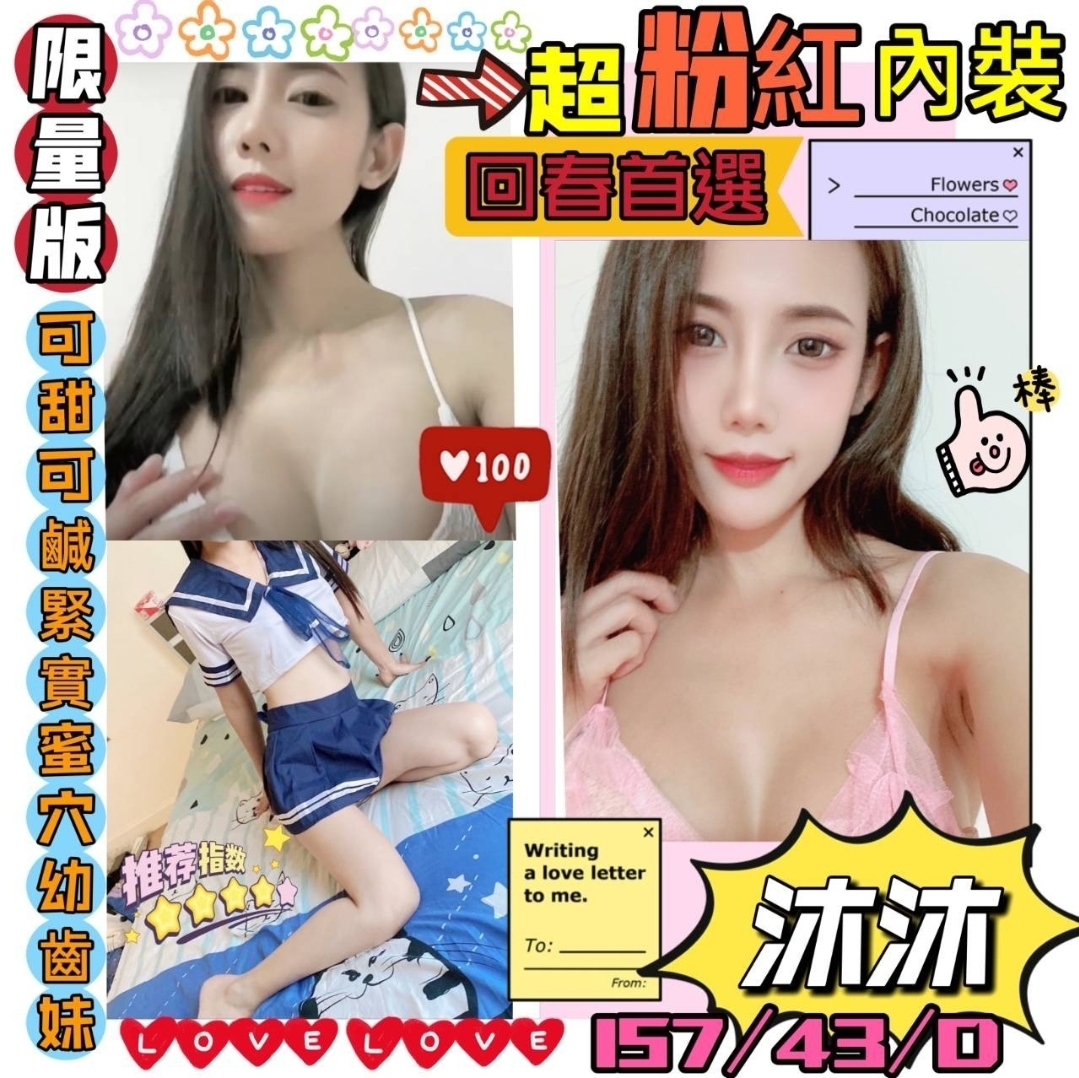 限量版
可甜可鹹緊實蜜穴幼齒妹
超粉紅內裝
回春首選
Flowers
Chocolate
100
棒
推荐指数
Writing
a love letter
to me.
To:
From:
沐沐
LOVE LOVE
157/43/D